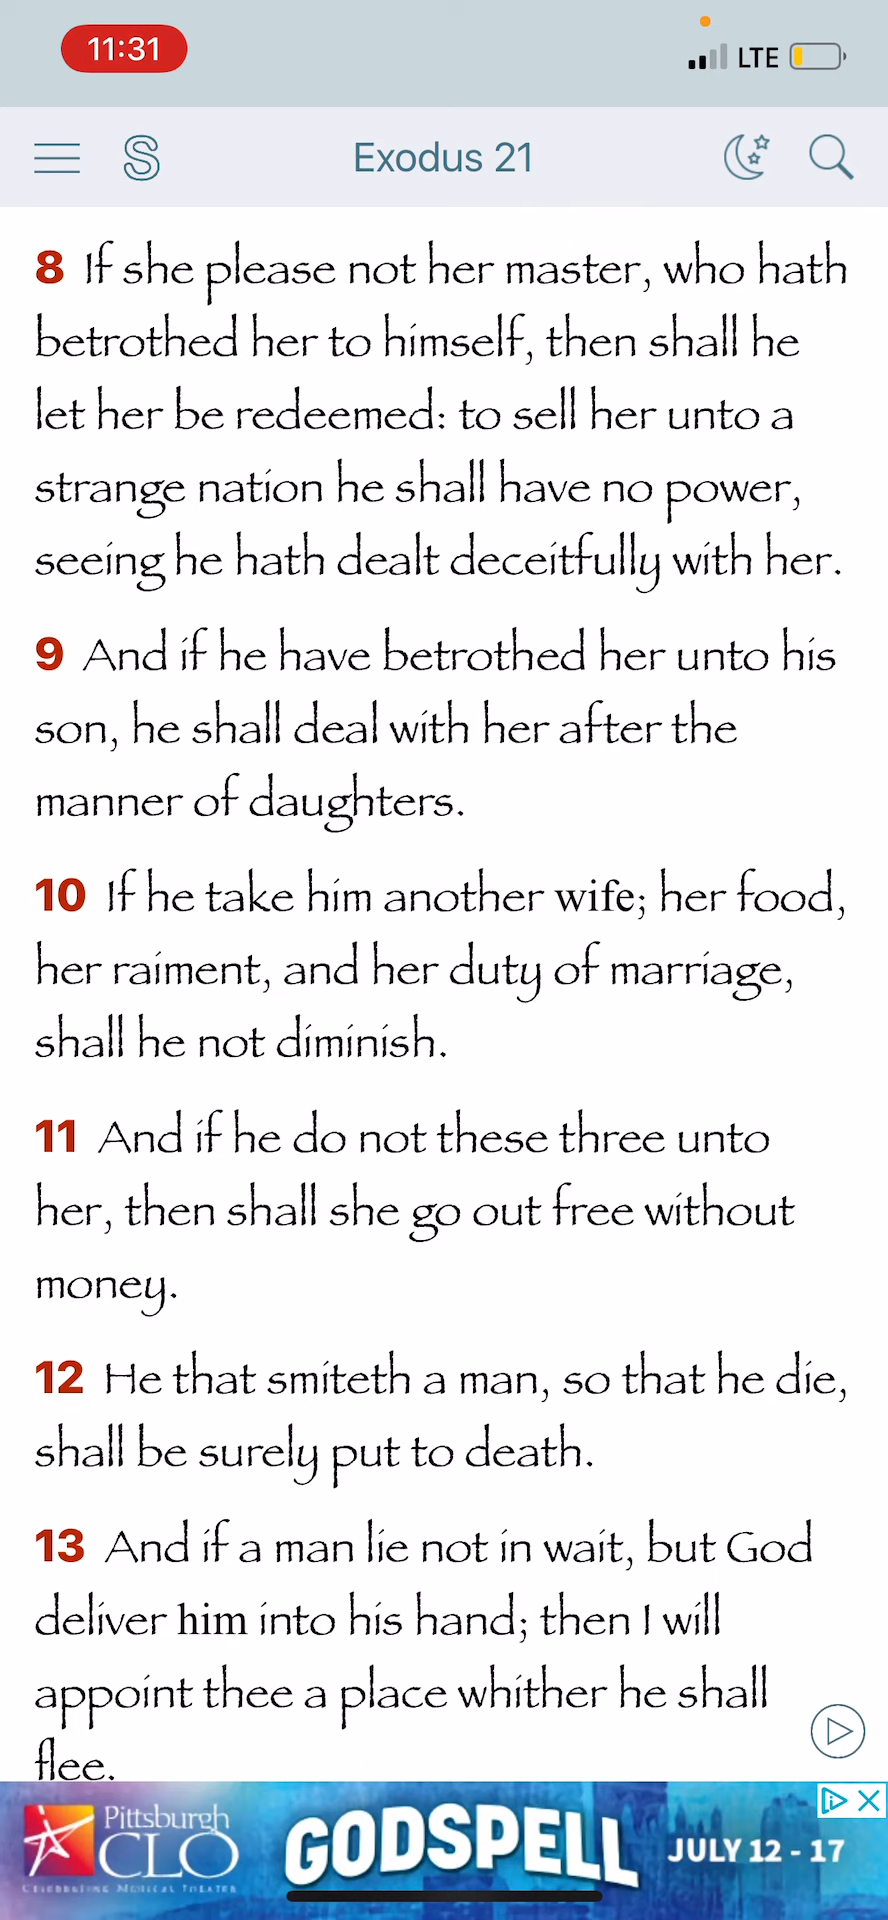 11:31
LTE
S
Exodus 21
8 If she please not her master, who hath
betrothed her to himself, then shall he
let her be redeemed: to sell her unto a
strange nation he shall have no power,
seeing he hath dealt deceitfully with her.
9 And if he have betrothed her unto his
son, he shall deal with her after the
manner of daughters.
10 If he take him another wife; her food,
her raiment, and her duty of marriage,
shall he not diminish.
11 And if he do not these three unto
her, then shall she go out free without
money.
12 He that smiteth a man, so that he die,
shall be surely put to death.
13 And if a man lie not in wait, but God
deliver him into his hand; then I will
appoint thee a place whither he shall
flee.
Pittsburgh
CLO
CELEBRATING MUSICAL THEATER
GODSPELL
JULY 12 - 17